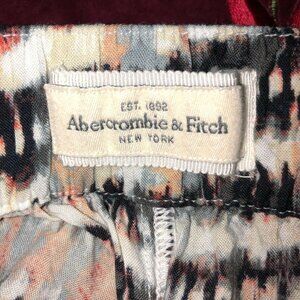 EST. 1892
Abercrombie & Fitch
NEW YORK